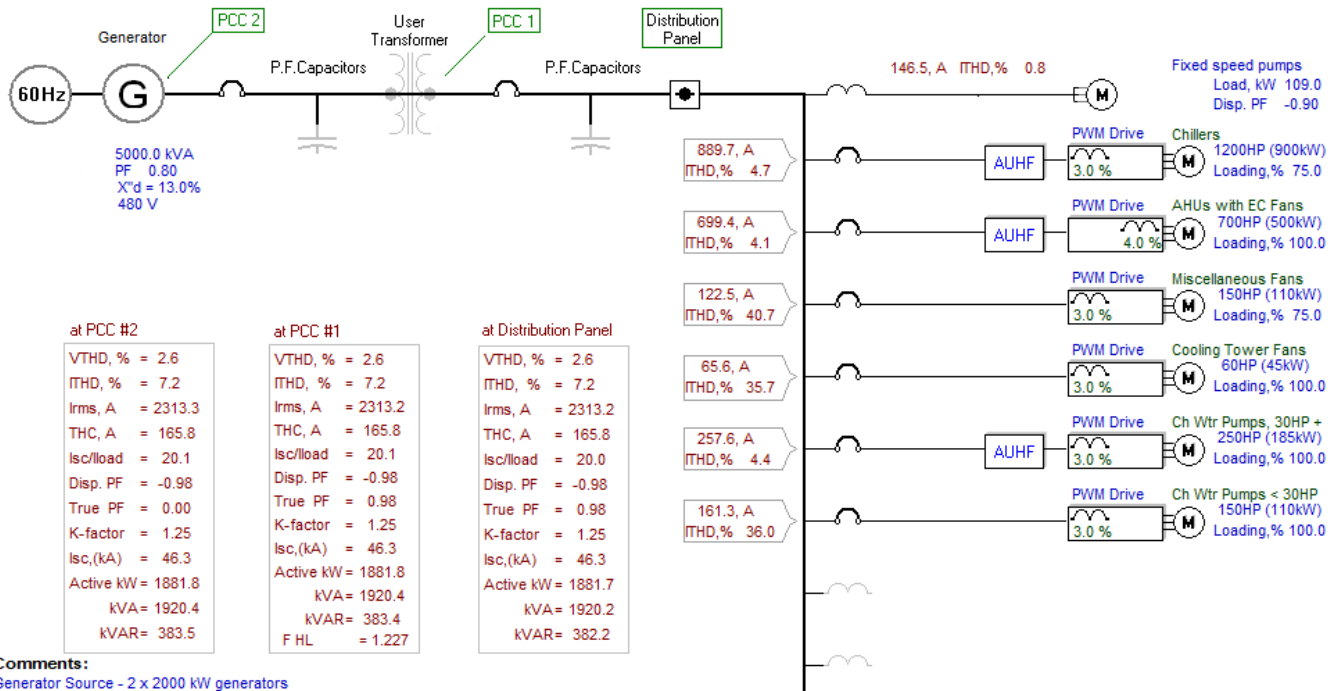 PCC 2
User
Transformer
PCC 1
Distribution
Panel
Generator
P.F.Capacitors
P.F.Capacitors
60Hz
G
5000.0 kVA
PF 0.80
X"d = 13.0%
480 V
146.5, A ITHD,% 0.8
M
Fixed speed pumps
Load, kW 109.0
Disp. PF -0.90
889.7, A
ITHD,% 4.7
AUHF
PWM Drive
3.0 %
M
Chillers
1200HP (900kW)
Loading,% 75.0
699.4, A
ITHD,% 4.1
AUHF
PWM Drive
4.0 %
M
AHUs with EC Fans
700HP (500kW)
Loading,% 100.0
122.5, A
ITHD,% 40.7
PWM Drive
3.0 %
M
Miscellaneous Fans
150HP (110kW)
Loading,% 75.0
65.6, A
ITHD,% 35.7
PWM Drive
3.0 %
M
Cooling Tower Fans
60HP (45kW)
Loading,% 100.0
257.6, A
ITHD,% 4.4
AUHF
PWM Drive
3.0 %
M
Ch Wtr Pumps, 30HP +
250HP (185kW)
Loading,% 100.0
161.3, A
ITHD,% 36.0
PWM Drive
3.0 %
M
Ch Wtr Pumps < 30HP
150HP (110kW)
Loading,% 100.0
at PCC #2
VTHD, % = 2.6
ITHD, % = 7.2
Irms, A = 2313.3
THC, A = 165.8
Isc/Iload = 20.1
Disp. PF = -0.98
True PF = 0.00
K-factor = 1.25
Isc,(kA) = 46.3
Active kW = 1881.8
kVA= 1920.4
kVAR= 383.5
at PCC #1
VTHD, % = 2.6
ITHD, % = 7.2
Irms, A = 2313.2
THC, A = 165.8
Isc/Iload = 20.1
Disp. PF = -0.98
True PF = 0.98
K-factor = 1.25
Isc,(kA) = 46.3
Active kW = 1881.8
kVA= 1920.4
kVAR= 383.4
F HL = 1.227
at Distribution Panel
VTHD, % = 2.6
ITHD, % = 7.2
Irms, A = 2313.2
THC, A = 165.8
Isc/Iload = 20.0
Disp. PF = -0.98
True PF = 0.98
K-factor = 1.25
Isc,(kA) = 46.3
Active kW = 1881.7
kVA= 1920.2
kVAR= 382.2
Comments:
Generator Source - 2 x 2000 kW generators